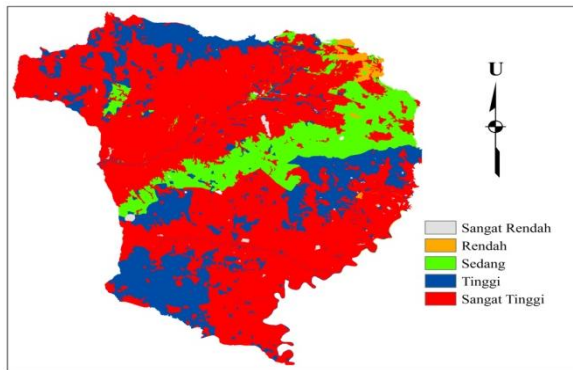 U
Sangat Rendah
Rendah
Sedang
Tinggi
Sangat Tinggi